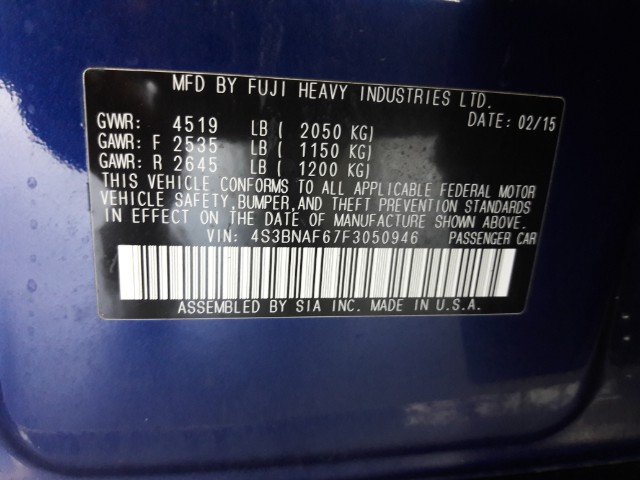 MFD BY FUJI HEAVY INDUSTRIES LTD.
DATE: 02/15
GVWR: 4519 LB ( 2050 KG)
GAWR: F 2535 LB ( 1150 KG)
GAWR: R 2645 LB ( 1200 KG)
THIS VEHICLE CONFORMS TO ALL APPLICABLE FEDERAL MOTOR
VEHICLE SAFETY, BUMPER, AND THEFT PREVENTION STANDARDS
IN EFFECT ON THE DATE OF MANUFACTURE SHOWN ABOVE.
VIN: 4S3BNAF67F3050946 PASSENGER CAR
ASSEMBLED BY SIA INC. MADE IN U.S.A.